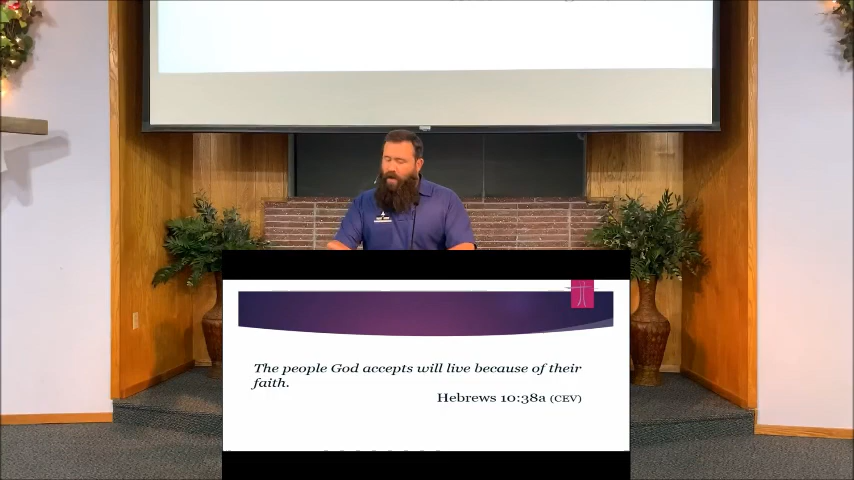 The people God accepts will live because of their
faith.
Hebrews 10:38a (CEV)